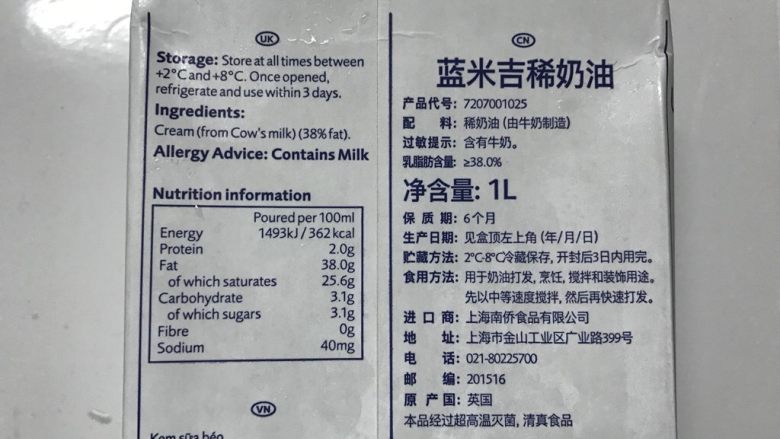 UK
Storage: Store at all times between
+2°C and +8°C. Once opened,
refrigerate and use within 3 days.
Ingredients:
Cream (from Cow's milk) (38% fat).
Allergy Advice: Contains Milk
Nutrition information
Poured per 100ml
Energy 1493kJ / 362 kcal
Protein 2.0g
Fat 38.0g
of which saturates 25.6g
Carbohydrate 3.1g
of which sugars 3.1g
Fibre 0g
Sodium 40mg
VN
Kem sữa béo
CN
蓝米吉稀奶油
产品代号: 7207001025
配 料: 稀奶油 (由牛奶制造)
过敏提示: 含有牛奶。
乳脂肪含量: ≥38.0%
净含量: 1L
保 质 期: 6个月
生产日期: 见盒顶左上角 (年/月/日)
贮藏方法: 2°C-8°C冷藏保存, 开封后3日内用完。
食用方法: 用于奶油打发, 烹饪, 搅拌和装饰用途。
先以中等速度搅拌, 然后再快速打发。
进 口 商: 上海南侨食品有限公司
地 址: 上海市金山工业区广业路399号
电 话: 021-80225700
邮 编: 201516
原 产 国: 英国
本品经过超高温灭菌, 清真食品